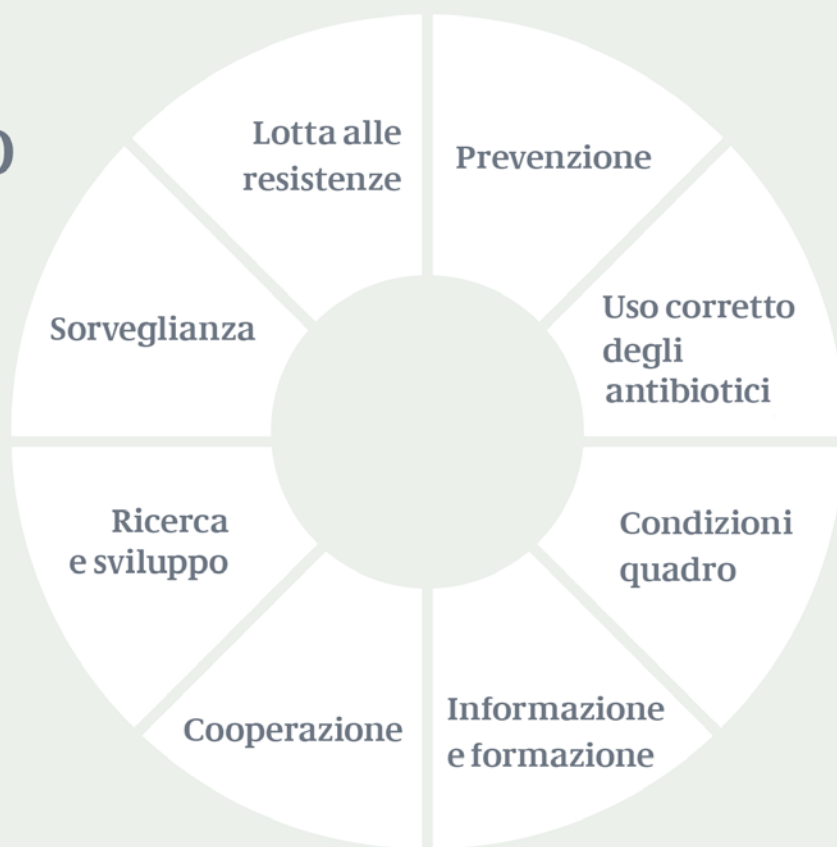 Lotta alle
resistenze
Prevenzione
Sorveglianza
Uso corretto
degli
antibiotici
Ricerca
e sviluppo
Condizioni
quadro
Cooperazione
Informazione
e formazione